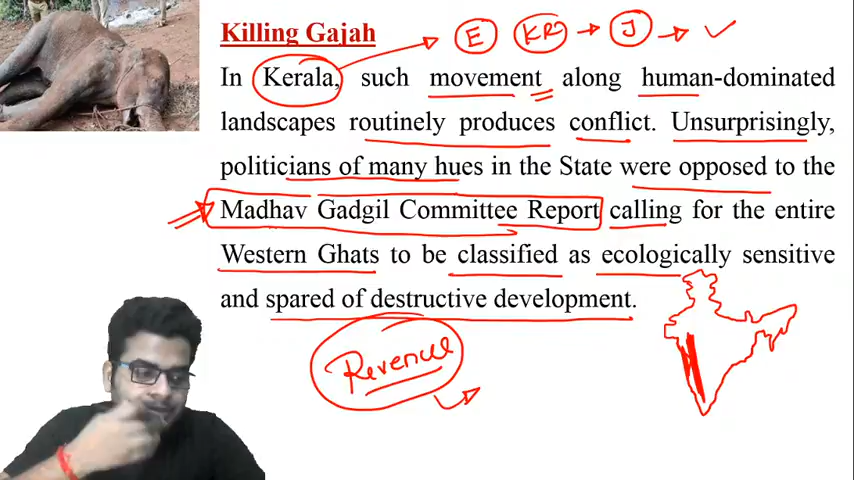 Killing Gajah
E KRJ → J → ✓
In Kerala, such movement along human-dominated
landscapes routinely produces conflict. Unsurprisingly,
politicians of many hues in the State were opposed to the
Madhav Gadgil Committee Report calling for the entire
Western Ghats to be classified as ecologically sensitive
and spared of destructive development.
Revenue